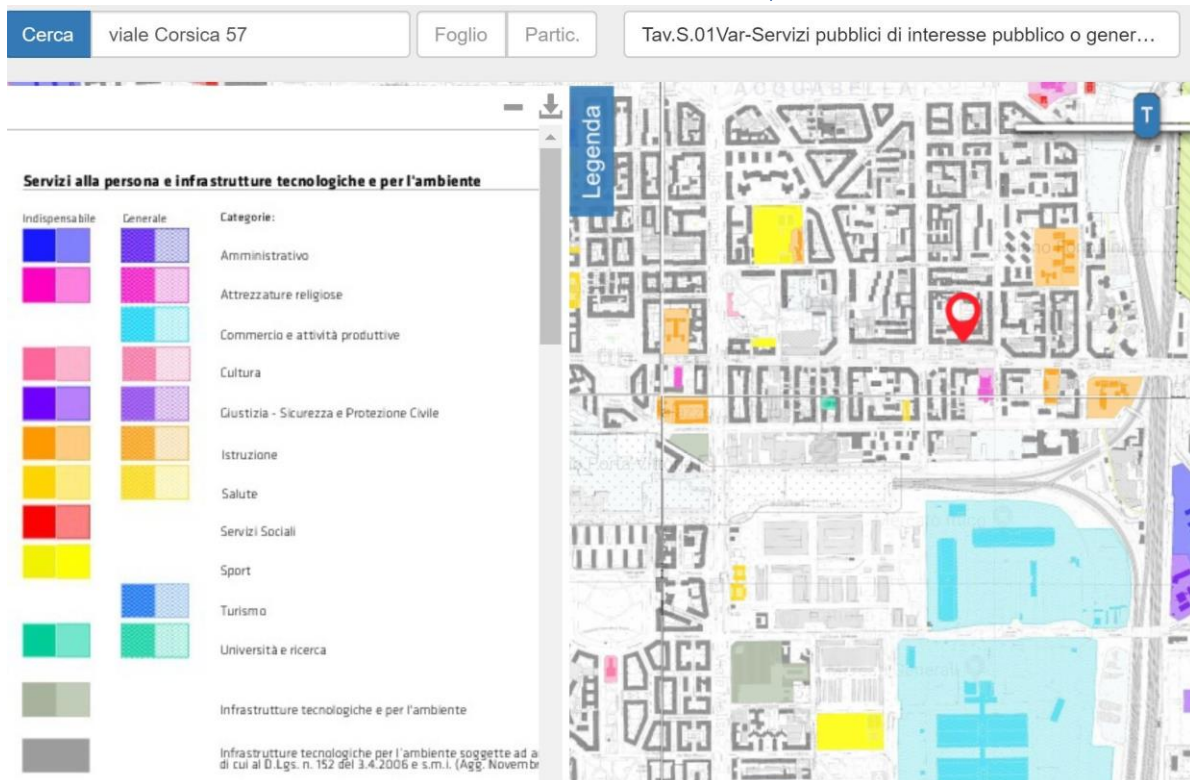 Cerca
viale Corsica 57
Foglio
Partic.
Tav.S.01Var-Servizi pubblici di interesse pubblico o gener…
Legenda
T
ACQUABELLA
Servizi alla persona e infrastrutture tecnologiche e per l'ambiente
Indispensabile
Generale
Categorie:
Amministrativo
Attrezzature religiose
Commercio e attività produttive
Cultura
Giustizia - Sicurezza e Protezione Civile
Istruzione
Salute
Servizi Sociali
Sport
Turismo
Università e ricerca
Infrastrutture tecnologiche e per l'ambiente
Infrastrutture tecnologiche per l'ambiente soggette ad a
di cui al D.Lgs. n. 152 del 3.4.2006 e s.m.i. (Agg. Novembr